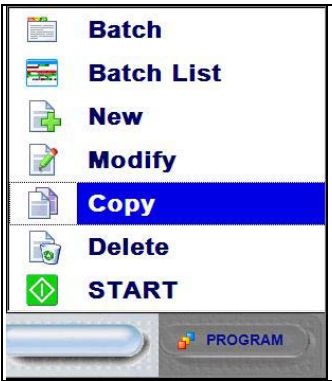 Batch
Batch List
New
Modify
Copy
Delete
START
PROGRAM